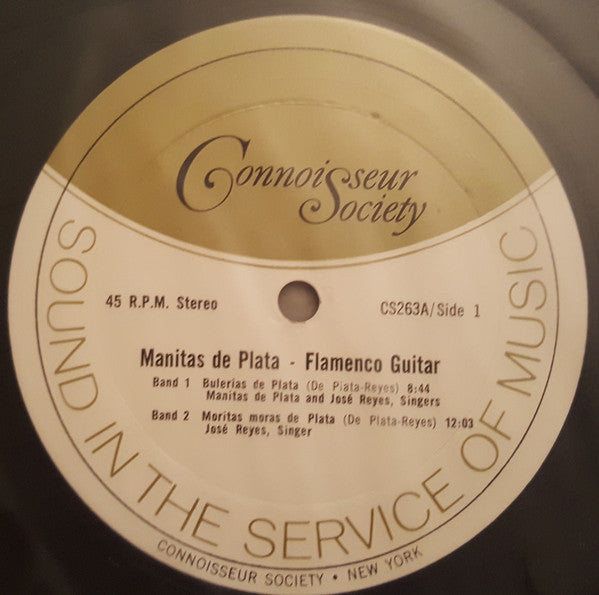 Connoisseur
Society
45 R.P.M. Stereo
CS263A/Side 1
Manitas de Plata - Flamenco Guitar
Band 1 Bulerias de Plata (De Plata-Reyes) 8:44
Manitas de Plata and José Reyes, Singers
Band 2 Moritas moras de Plata (De Plata-Reyes) 12:03
José Reyes, Singer
SOUND IN THE SERVICE OF MUSIC
CONNOISSEUR SOCIETY • NEW YORK